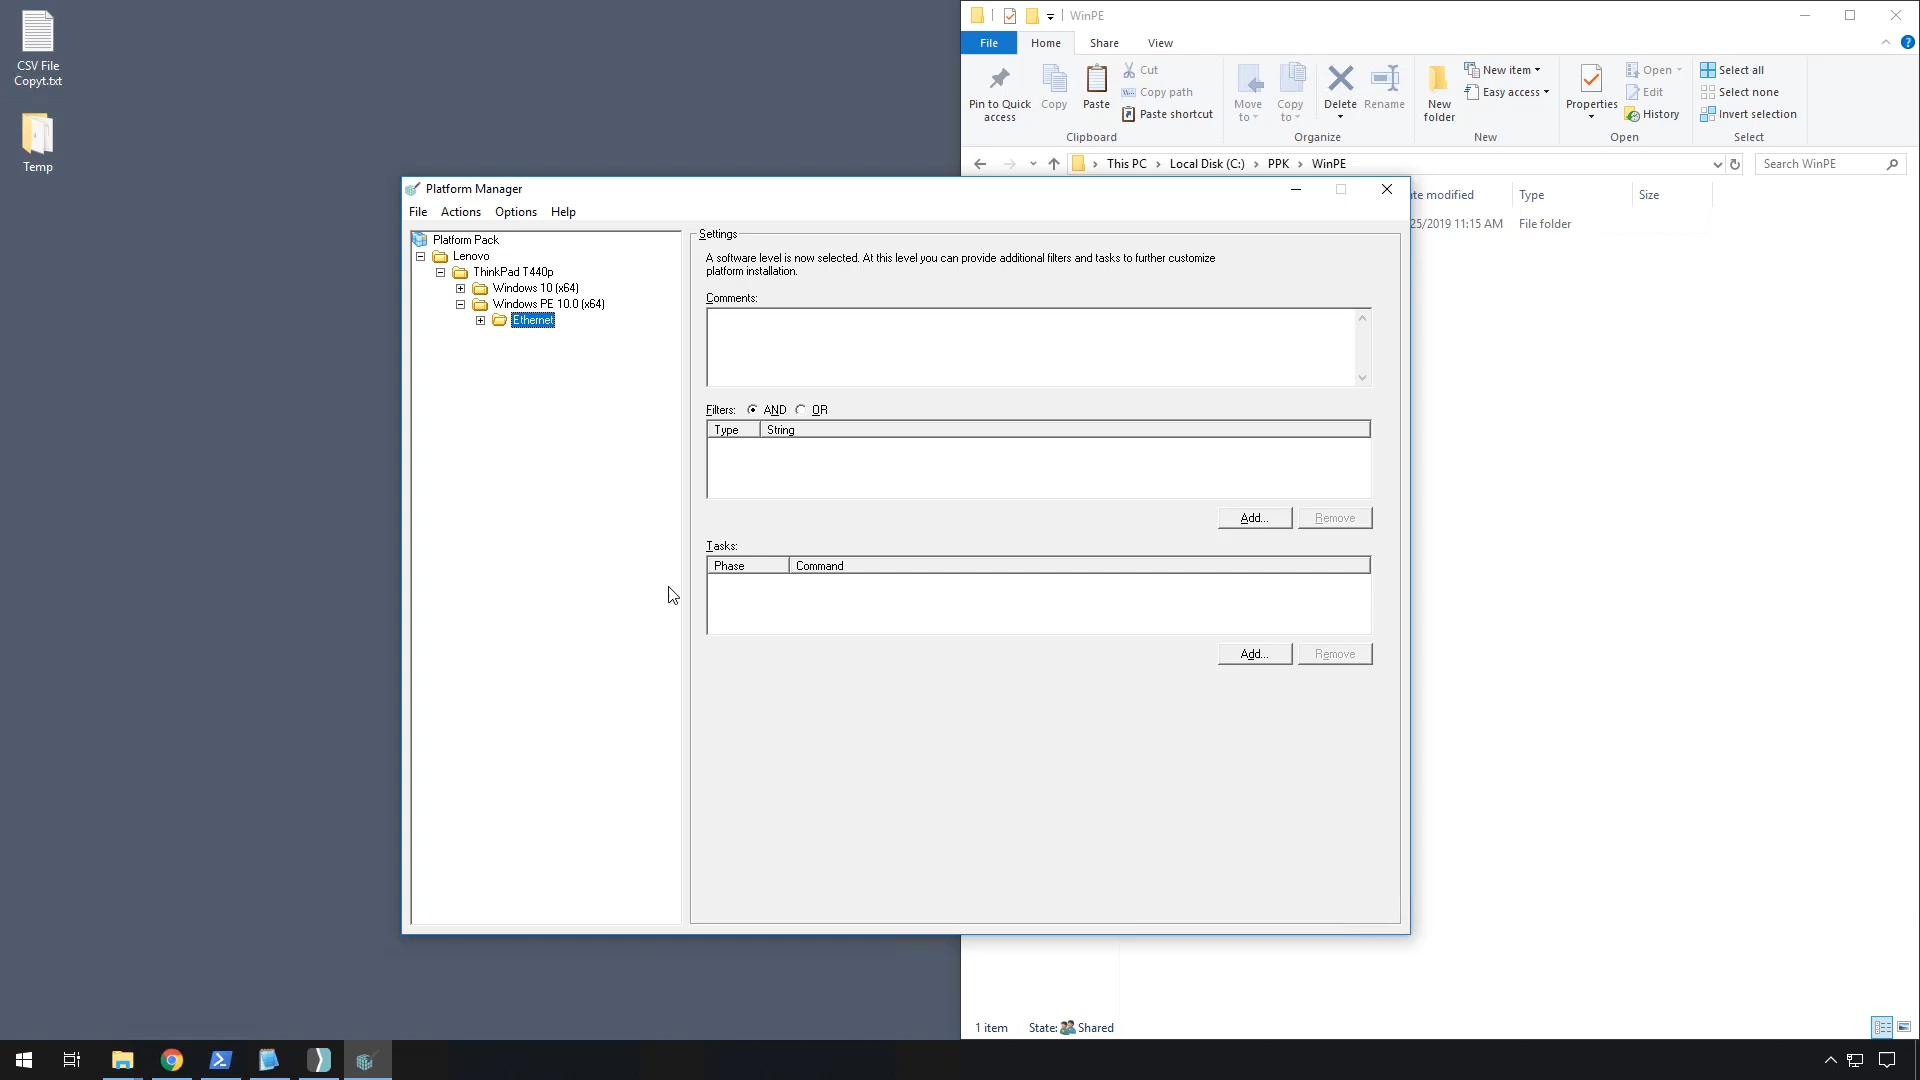 CSV File
Copyt.txt
Temp
WinPE
File
Home
Share
View
Pin to Quick
access
Copy
Paste
Cut
Copy path
Paste shortcut
Clipboard
Move
to
Copy
to
Delete
Rename
Organize
New
folder
New item
Easy access
New
Properties
Open
Edit
History
Open
Select all
Select none
Invert selection
Select
This PC
Local Disk (C:)
PPK
WinPE
Search WinPE
te modified
Type
Size
25/2019 11:15 AM
File folder
Platform Manager
File
Actions
Options
Help
Platform Pack
Lenovo
ThinkPad T440p
Windows 10 (x64)
Windows PE 10.0 (x64)
Ethernet
Settings
A software level is now selected. At this level you can provide additional filters and tasks to further customize
platform installation.
Comments:
Filters:
AND
OR
Type
String
Add...
Remove
Tasks:
Phase
Command
Add...
Remove
1 item
State:
Shared